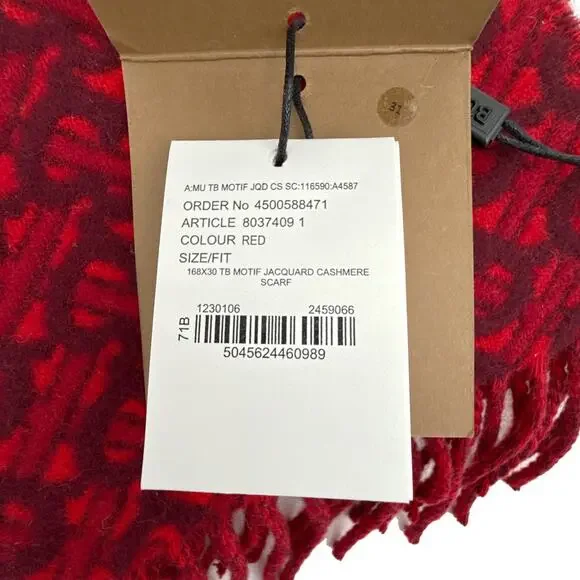 31
A:MU TB MOTIF JQD CS SC:116590:A4587
ORDER No 4500588471
ARTICLE 8037409 1
COLOUR RED
SIZE/FIT
168X30 TB MOTIF JACQUARD CASHMERE
SCARF
1230106 2459066
71B
5045624460989